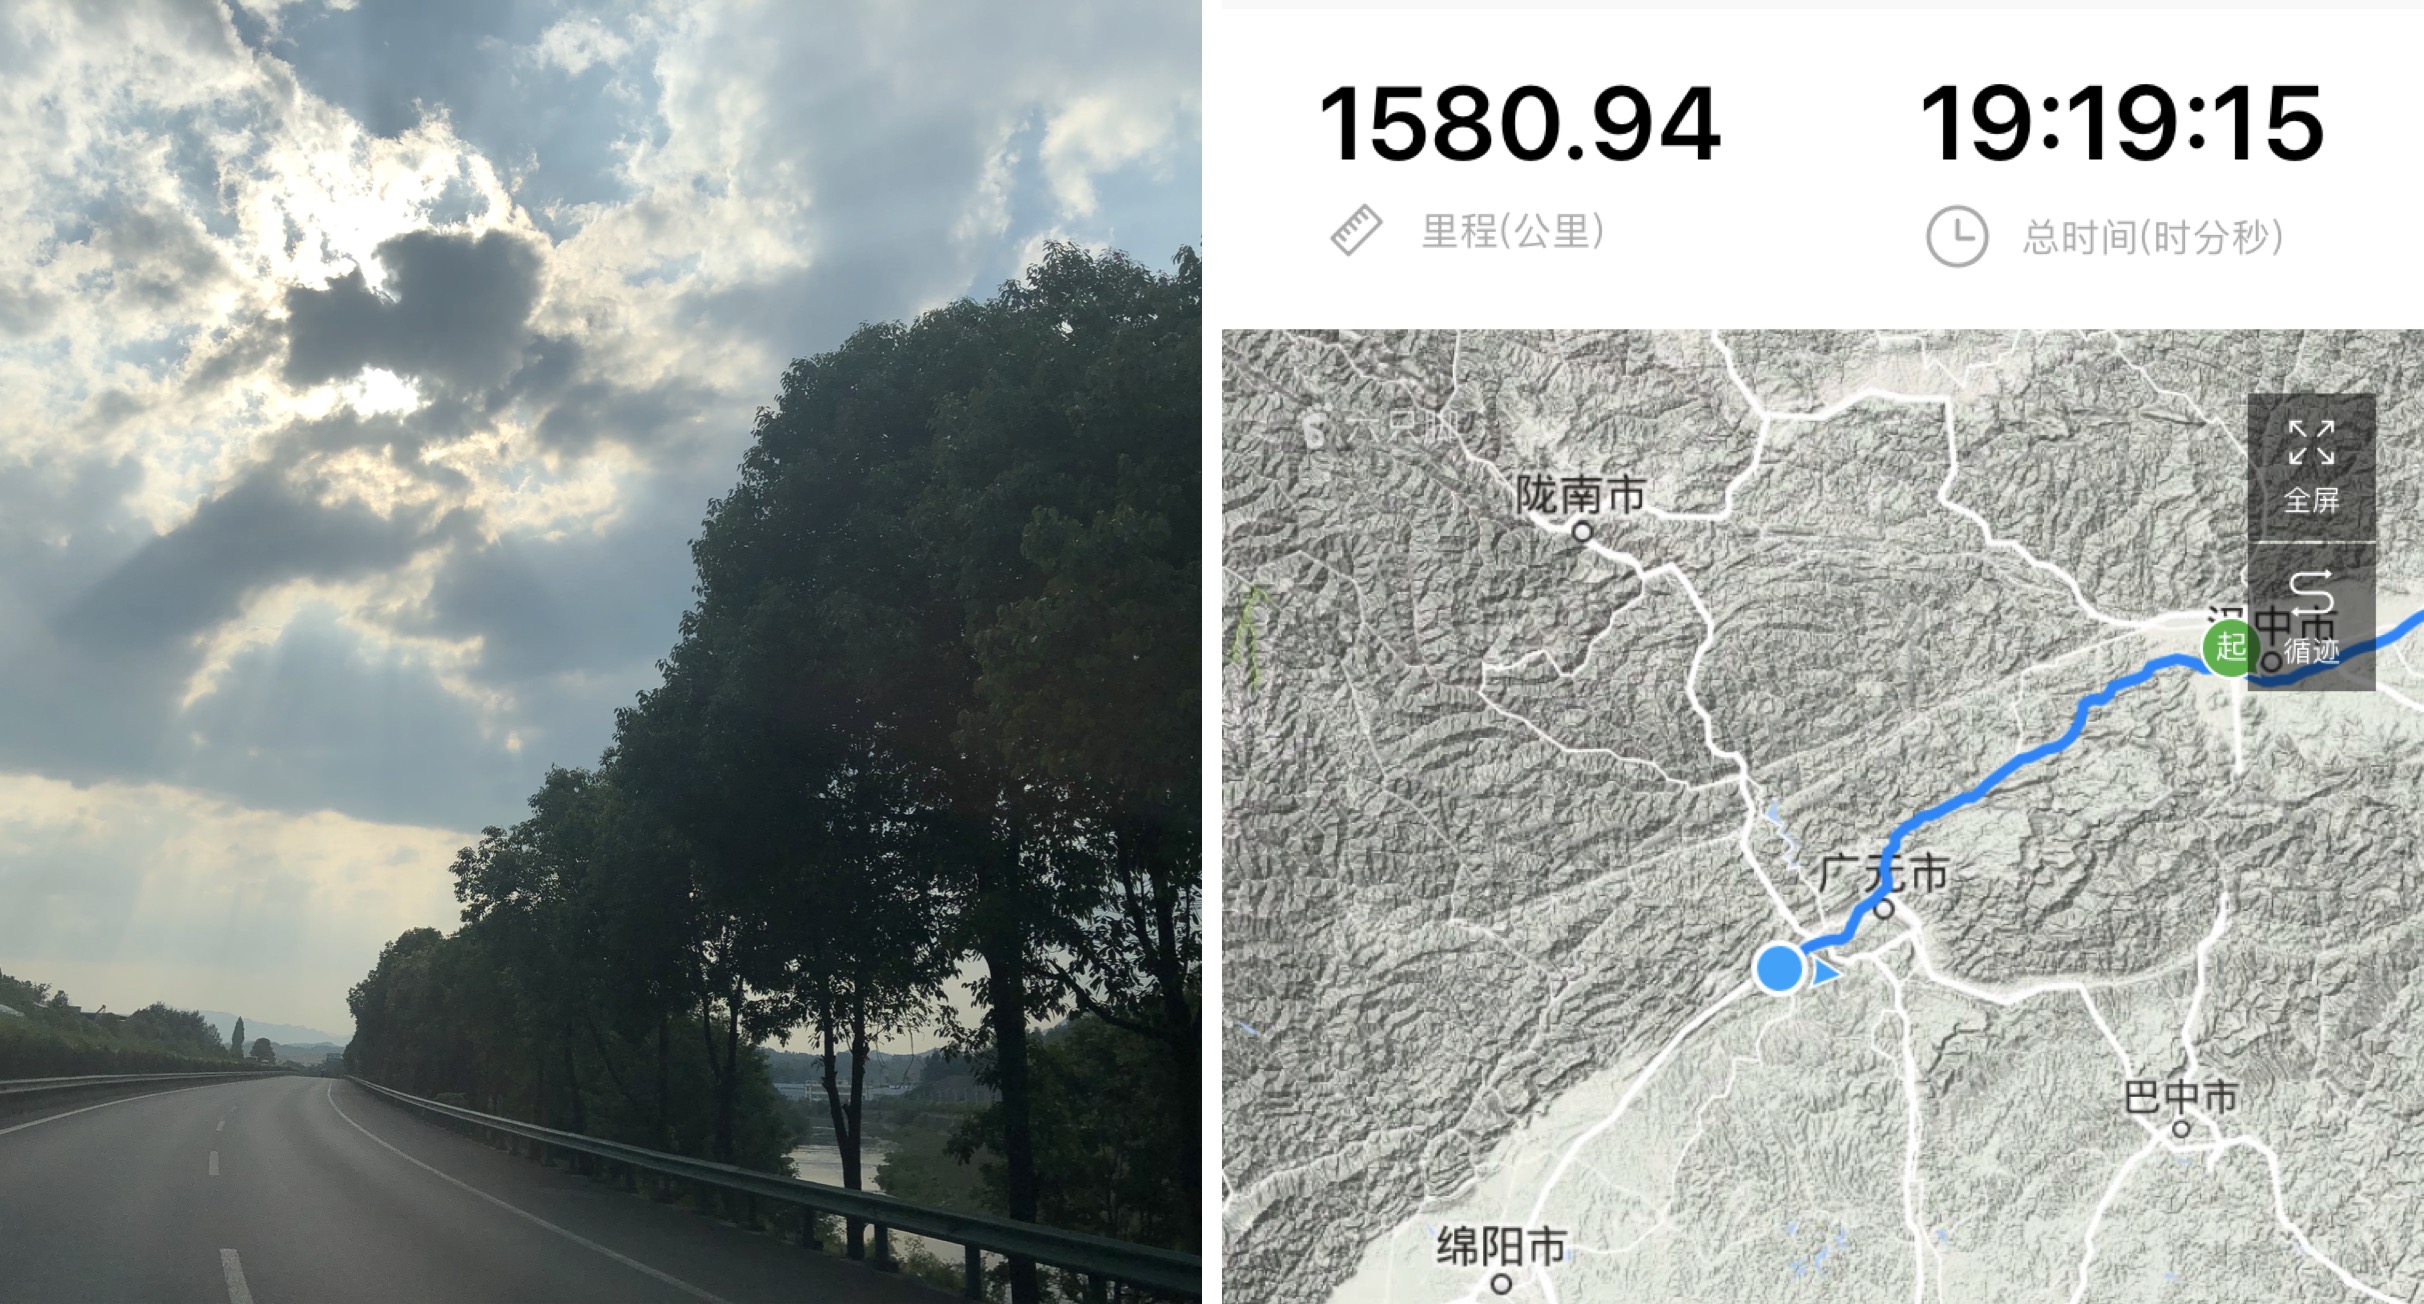 1580.94
里程(公里)
19:19:15
总时间(时分秒)
全屏
循迹
陇南市
中市
起
广元市
巴中市
绵阳市